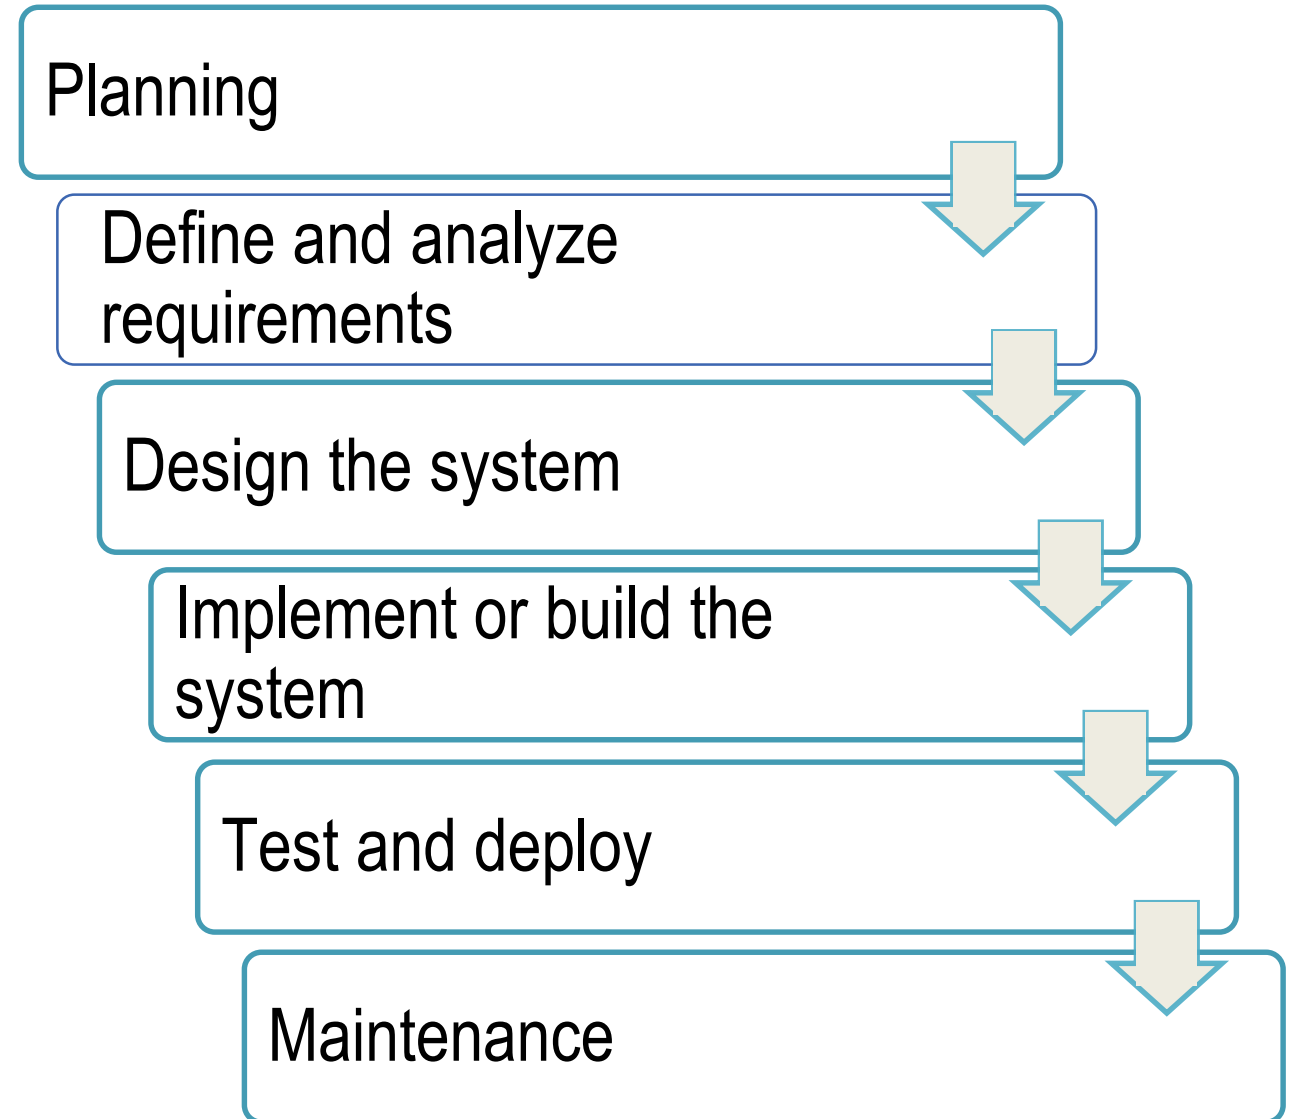 Planning
Define and analyze
requirements
Design the system
Implement or build the
system
Test and deploy
Maintenance